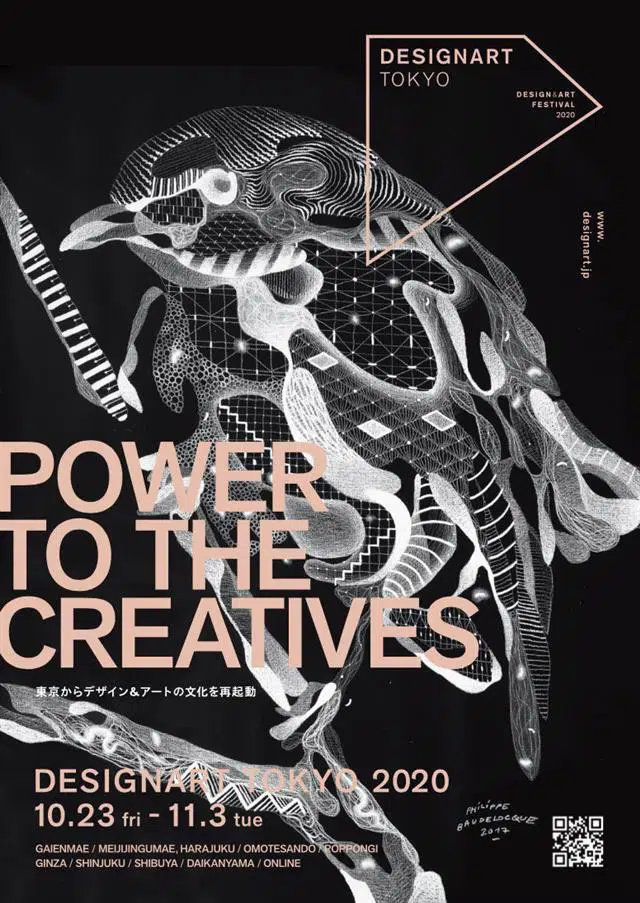 DESIGNART
TOKYO
DESIGN&ART
FESTIVAL
2020
www.
designart.jp
POWER
TO THE
CREATIVES
東京からデザイン&アートの文化を再起動
DESIGNART TOKYO 2020
10.23 fri - 11.3 tue
GAIENMAE / MEIJIJINGUMAE, HARAJUKU / OMOTESANDO / ROPPONGI
GINZA / SHINJUKU / SHIBUYA / DAIKANYAMA / ONLINE
PHILIPPE
BAUDELOCQUE
2017